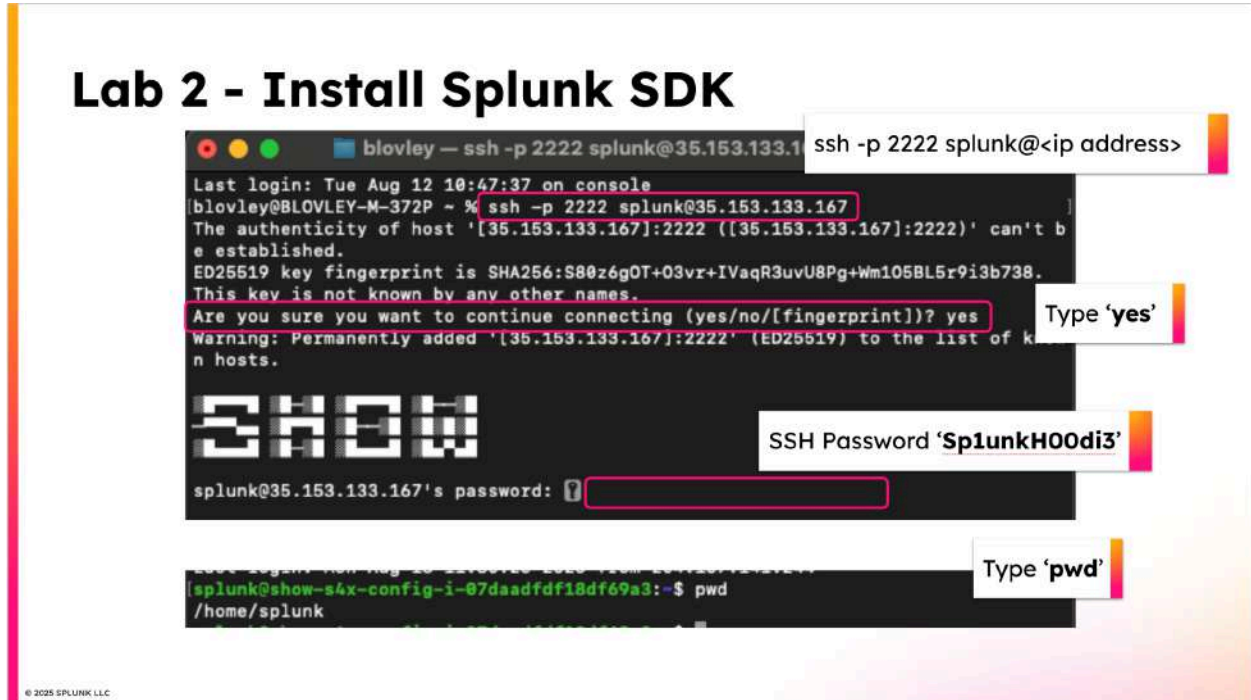 Lab 2 - Install Splunk SDK
ssh -p 2222 splunk@<ip address>
blovley — ssh -p 2222 splunk@35.153.133.1
Last login: Tue Aug 12 10:47:37 on console
[blovley@BLOVLEY-M-372P ~ % ssh -p 2222 splunk@35.153.133.167 ]
The authenticity of host '[35.153.133.167]:2222 ([35.153.133.167]:2222)' can't b
e established.
ED25519 key fingerprint is SHA256:S80z6gOT+O3vr+IVaqR3uvU8Pg+Wm1O5BL5r9i3b738.
This key is not known by any other names.
Are you sure you want to continue connecting (yes/no/[fingerprint])? yes
Type ‘yes’
Warning: Permanently added '[35.153.133.167]:2222' (ED25519) to the list of k
n hosts.
SHOW
SSH Password ‘Sp1unkH00di3’
splunk@35.153.133.167's password:
Type ‘pwd’
[splunk@show-s4x-config-i-07daadfdf18df69a3:~$ pwd
/home/splunk
© 2025 SPLUNK LLC